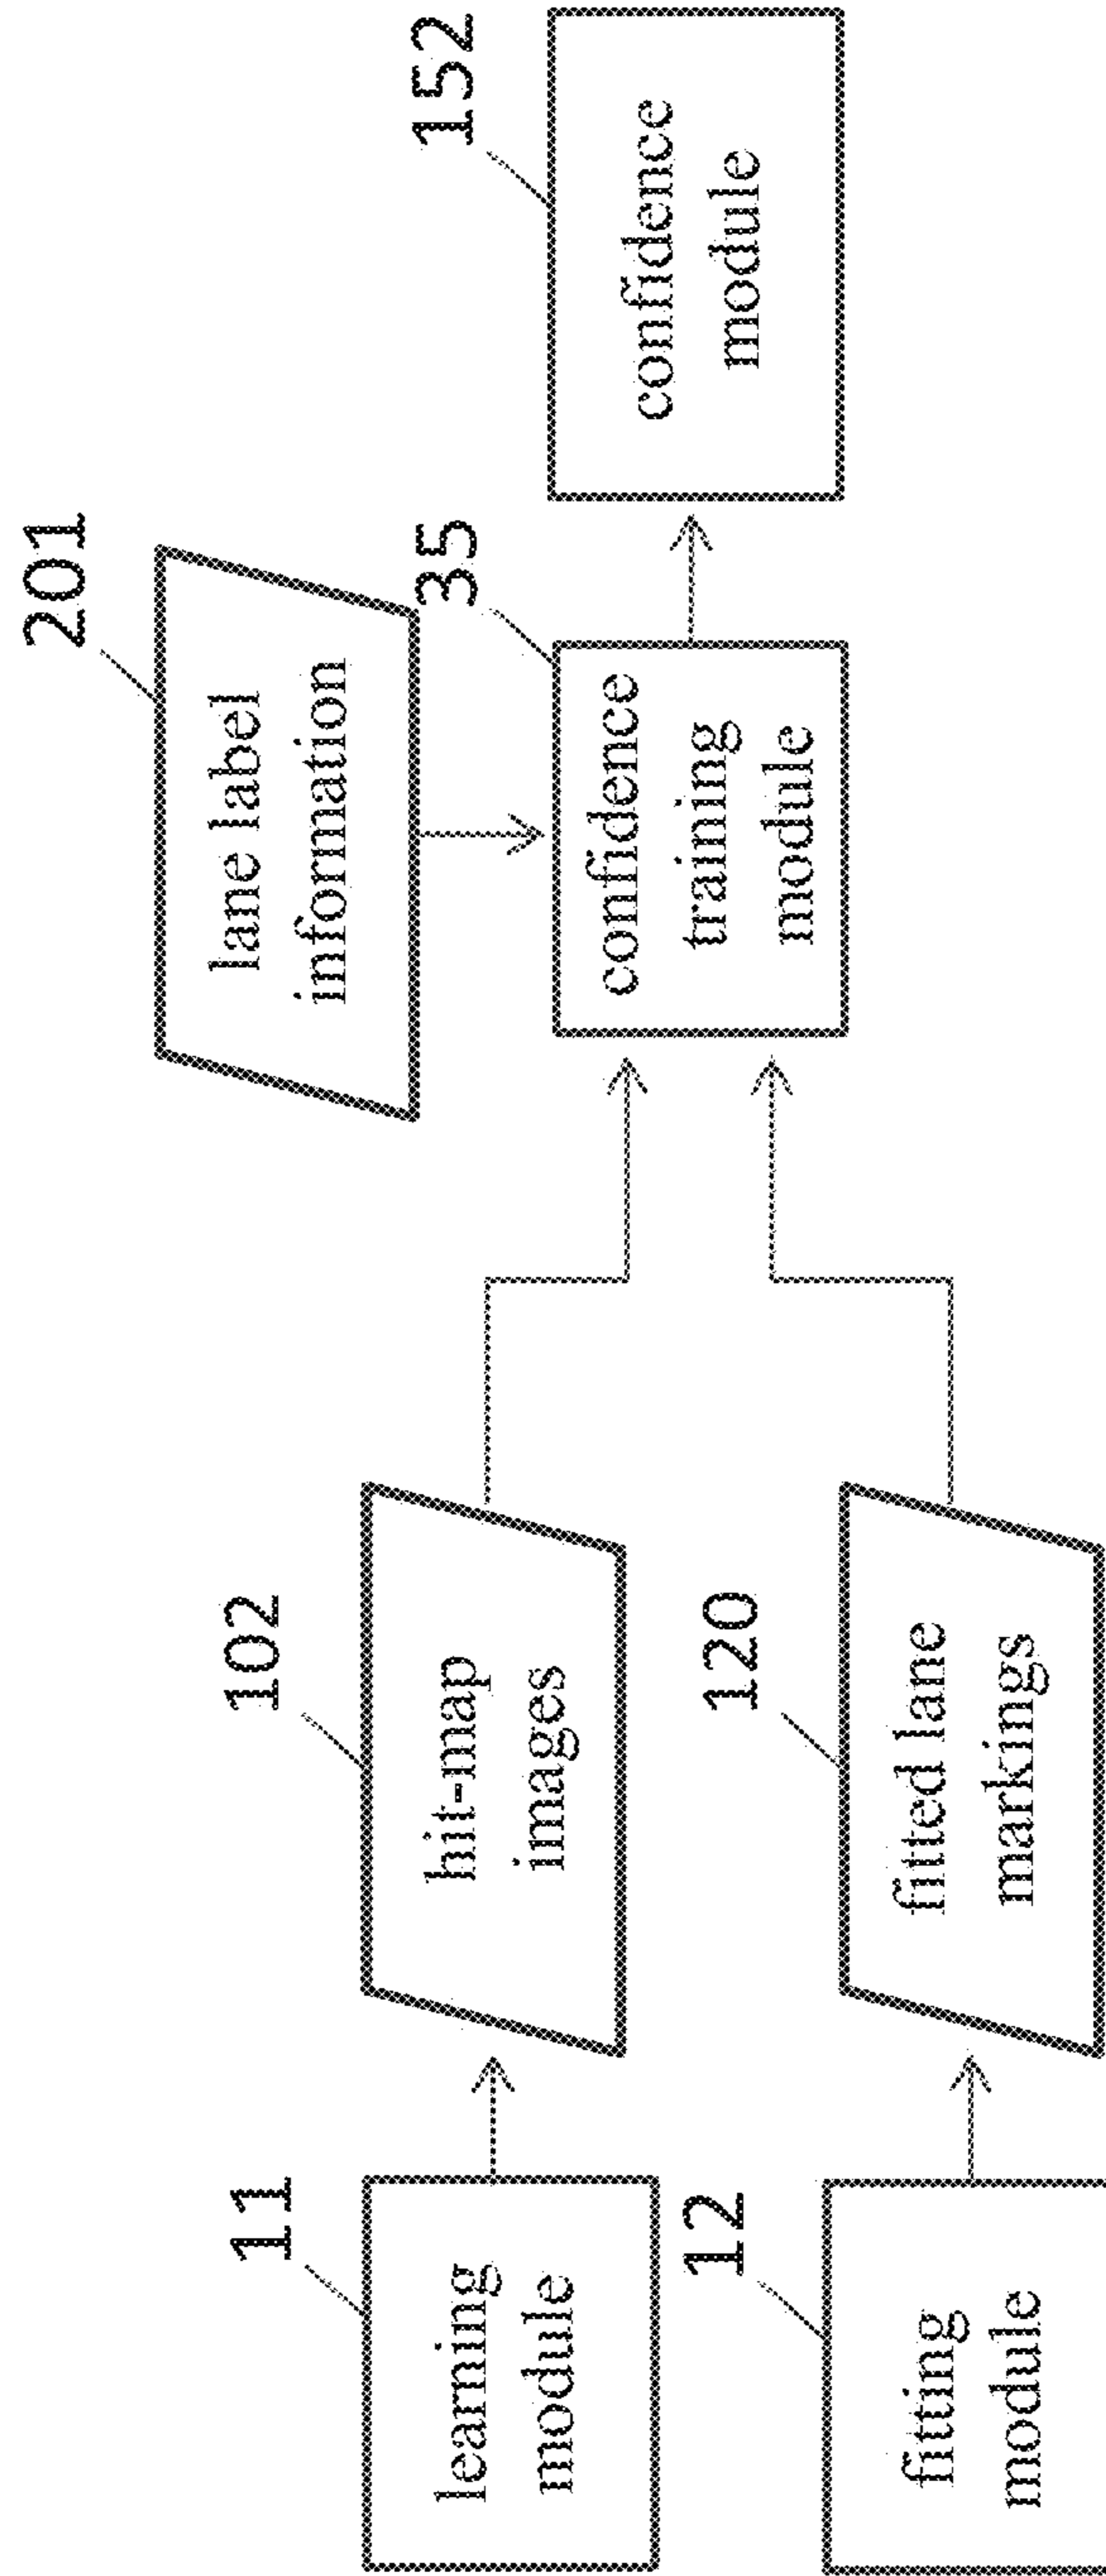 201
lane label
information
11
learning
module
102
hit-map
images
35
confidence
training
module
152
confidence
module
12
fitting
module
120
fitted lane
markings